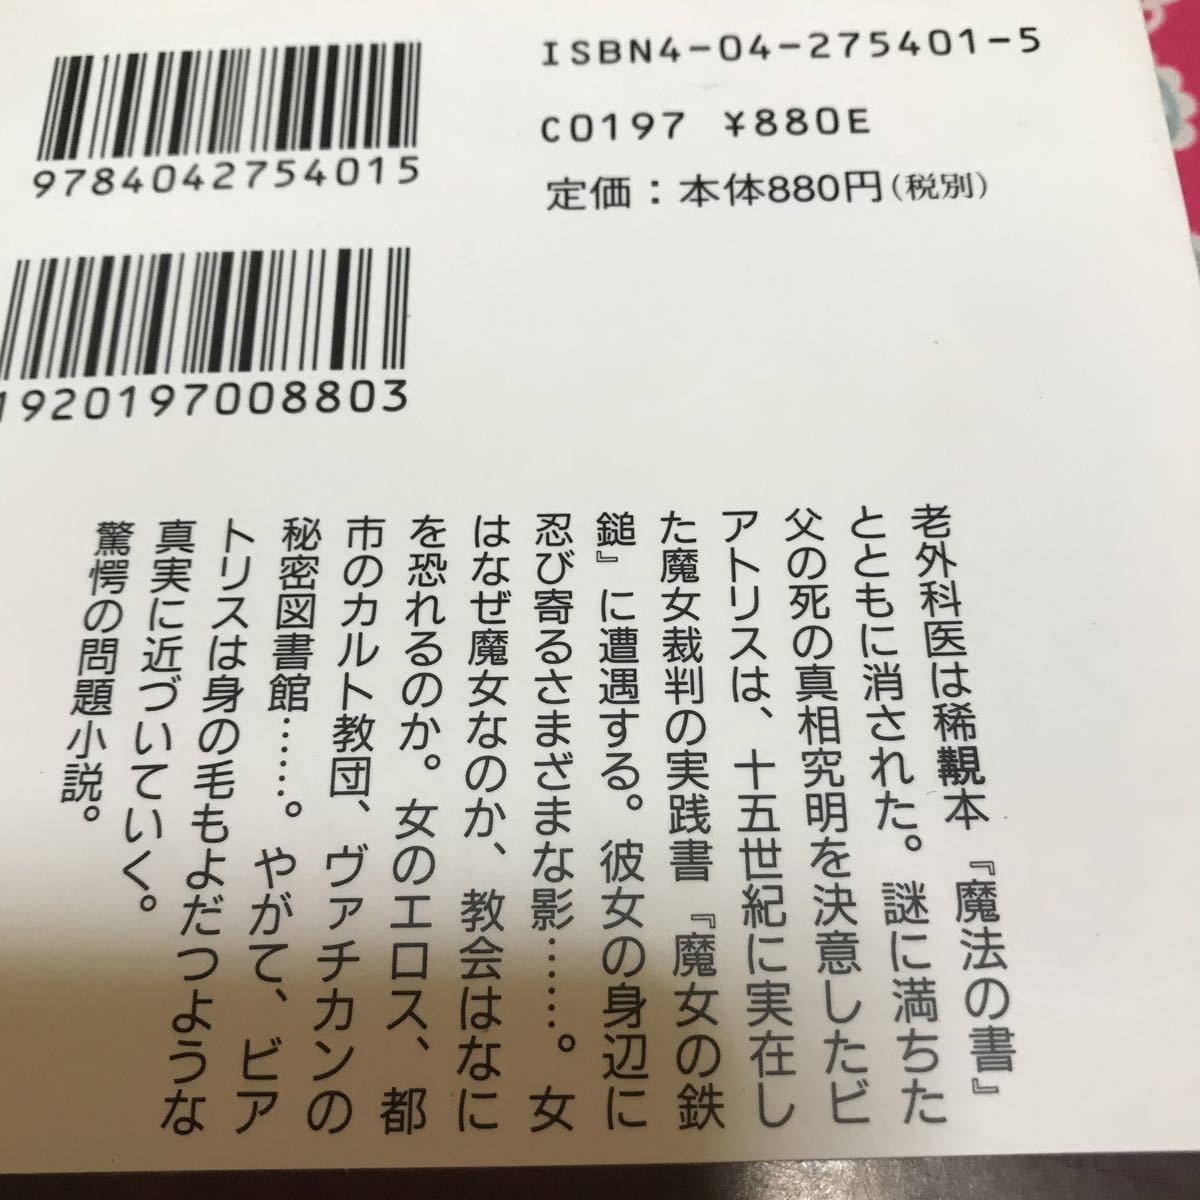 ISBN4-04-275401-5
C0197 ¥880E
定価：本体880円（税別）
9784042754015
1920197008803
老外科医は稀覯本『魔法の書』
とともに消された。謎に満ちた
父の死の真相究明を決意したビ
アトリスは、十五世紀に実在し
た魔女裁判の実践書『魔女の鉄
鎚』に遭遇する。彼女の身辺に
忍び寄るさまざまな影……。女
はなぜ魔女なのか、教会はなに
を恐れるのか。女のエロス、都
市のカルト教団、ヴァチカンの
秘密図書館……。やがて、ビア
トリスは身の毛もよだつような
真実に近づいていく。
驚愕の問題小説。